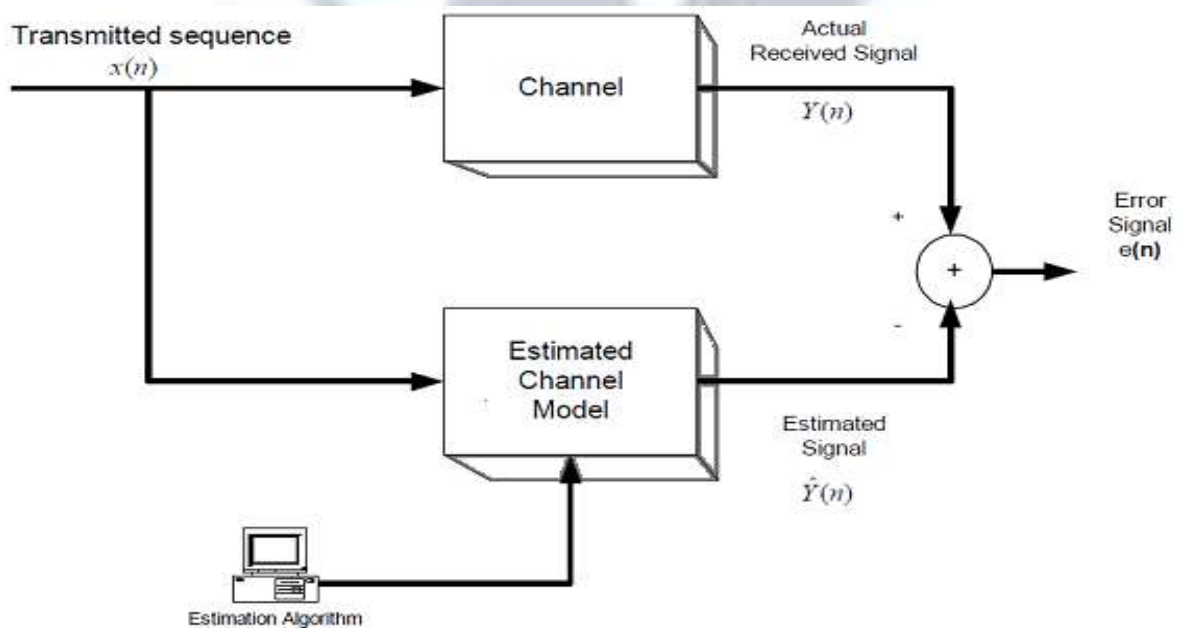 Transmitted sequence
x(n)
Channel
Actual
Received Signal
Y(n)
+
+
-
Error
Signal
e(n)
Estimated
Channel
Model
Estimated
Signal
Ŷ(n)
Estimation Algorithm